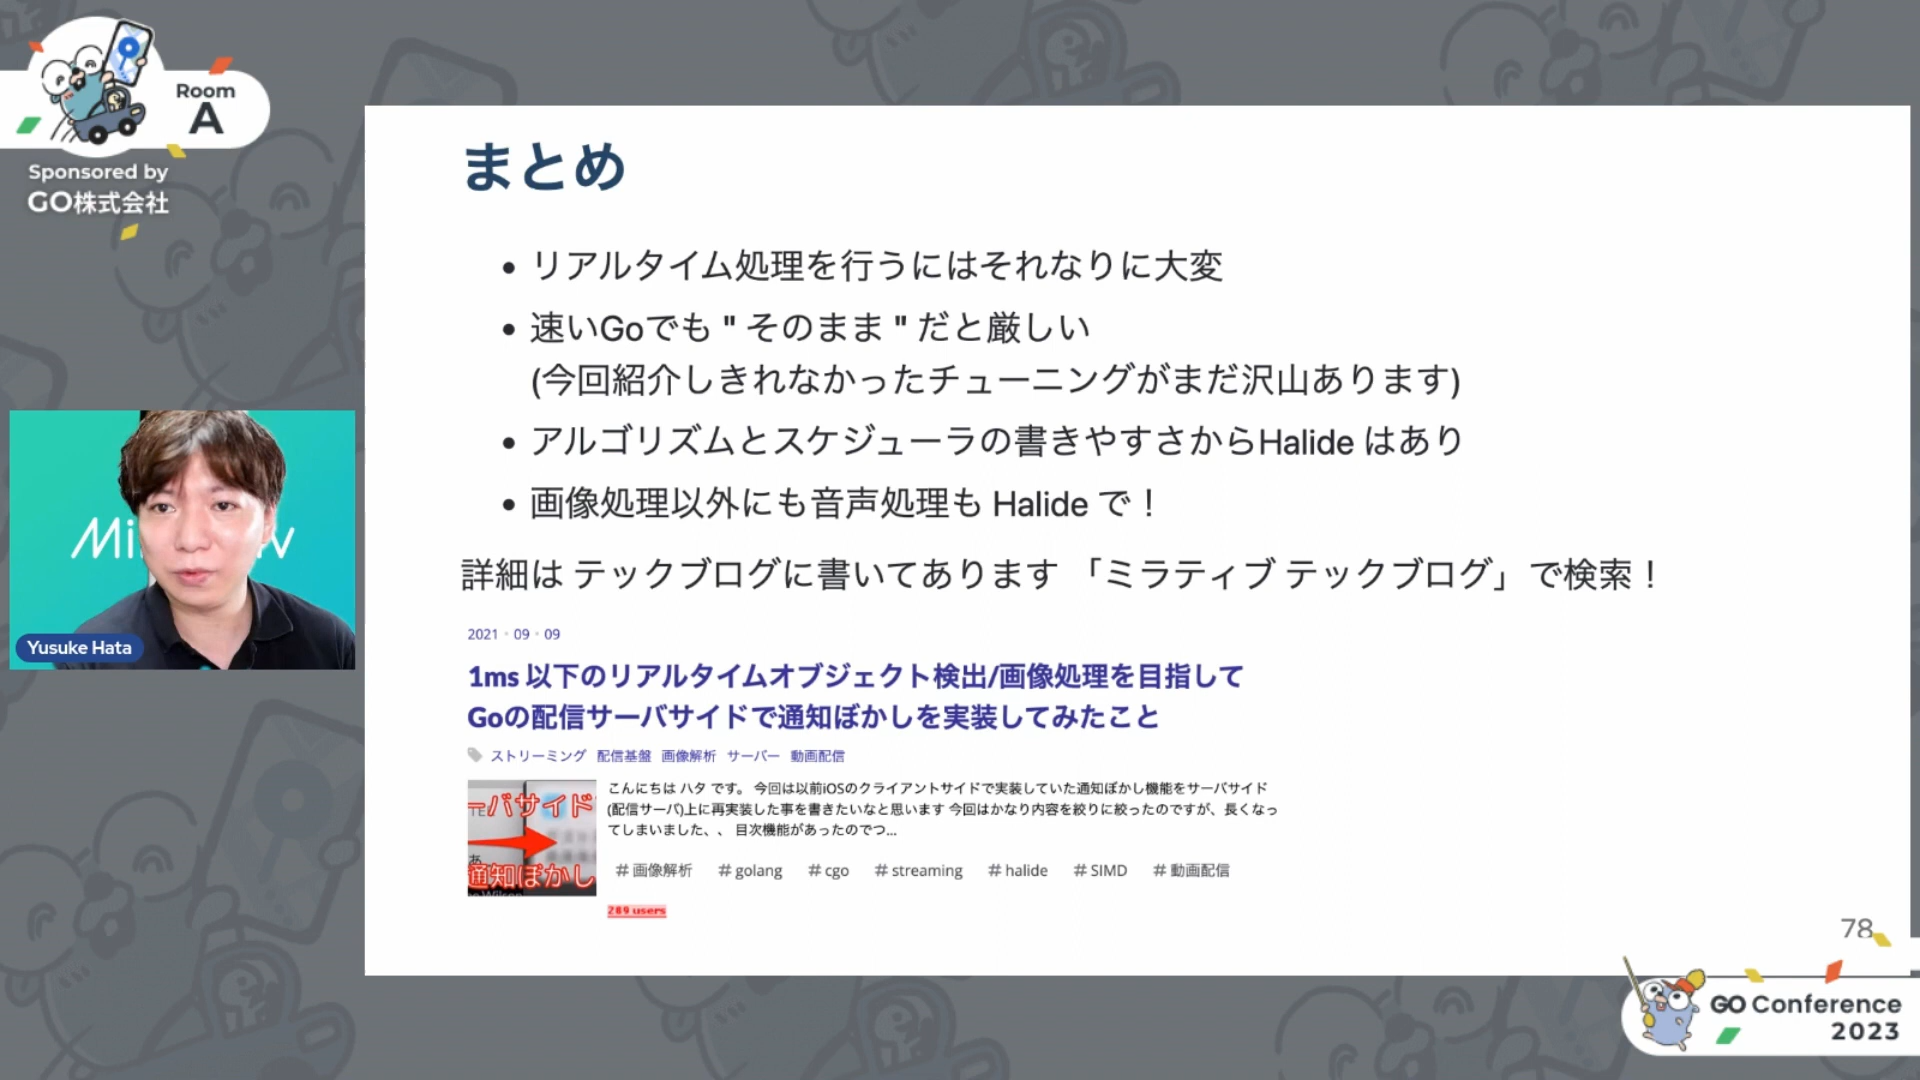 Room
A
Sponsored by
GO株式会社
まとめ
• リアルタイム処理を行うにはそれなりに大変
• 速いGoでも " そのまま " だと厳しい
(今回紹介しきれなかったチューニングがまだ沢山あります)
• アルゴリズムとスケジューラの書きやすさからHalide はあり
• 画像処理以外にも音声処理も Halide で！
詳細は テックブログに書いてあります 「ミラティブ テックブログ」で検索！
2021 • 09 • 09
1ms 以下のリアルタイムオブジェクト検出/画像処理を目指して
Goの配信サーバサイドで通知ぼかしを実装してみたこと
ストリーミング 配信基盤 画像解析 サーバー 動画配信
ーバサイド
通知ぼかし
こんにちは ハタ です。 今回は以前iOSのクライアントサイドで実装していた通知ぼかし機能をサーバサイド
(配信サーバ)上に再実装した事を書きたいなと思います 今回はかなり内容を絞りに絞ったのですが、長くなっ
てしまいました、、 目次機能があったのでつ...
# 画像解析 # golang # cgo # streaming # halide # SIMD # 動画配信
289 users
78
Yusuke Hata
GO Conference
2023